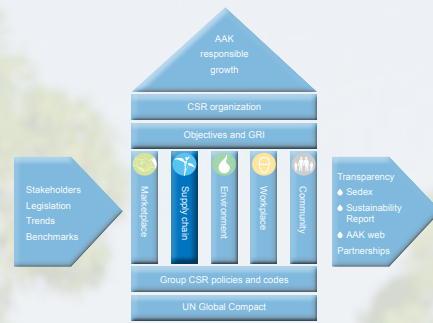 AAK
responsible
growth
CSR organization
Objectives and GRI
Stakeholders
Legislation
Trends
Benchmarks
Marketplace
Supply chain
Environment
Workplace
Community
Transparency
Sedex
Sustainability
Report
AAK web
Partnerships
Group CSR policies and codes
UN Global Compact